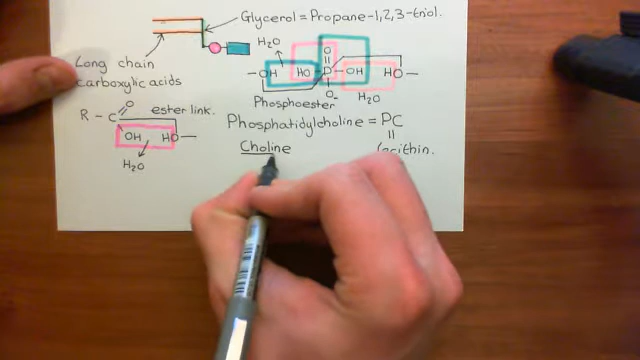 Glycerol = Propane-1,2,3-triol.
Long chain
carboxylic acids
H2O
O
OH HO P OH HO
O-
H2O
Phosphoester
R - C O ester link.
OH HO
H2O
Phosphatidylcholine = PC
=
Lecithin.
Choline